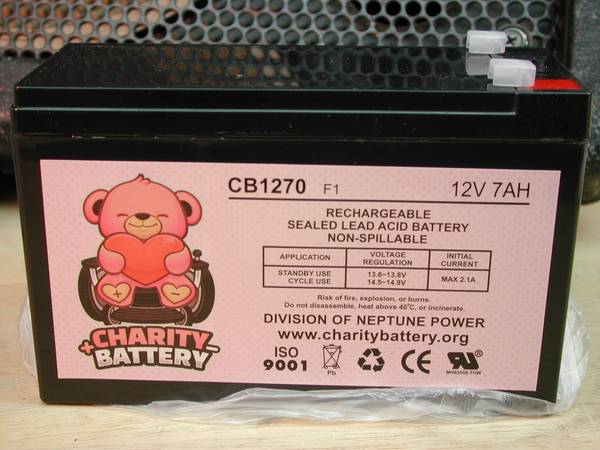 CB1270 F1 12V 7AH
RECHARGEABLE
SEALED LEAD ACID BATTERY
NON-SPILLABLE
APPLICATION VOLTAGE REGULATION INITIAL CURRENT
STANDBY USE 13.6~13.8V MAX 2.1A
CYCLE USE 14.5~14.9V
Risk of fire, explosion, or burns.
Do not disassemble, heat above 40°C, or incinerate.
DIVISION OF NEPTUNE POWER
www.charitybattery.org
+CHARITY-
BATTERY
ISO
9001
Pb
CE
MH63558-THW